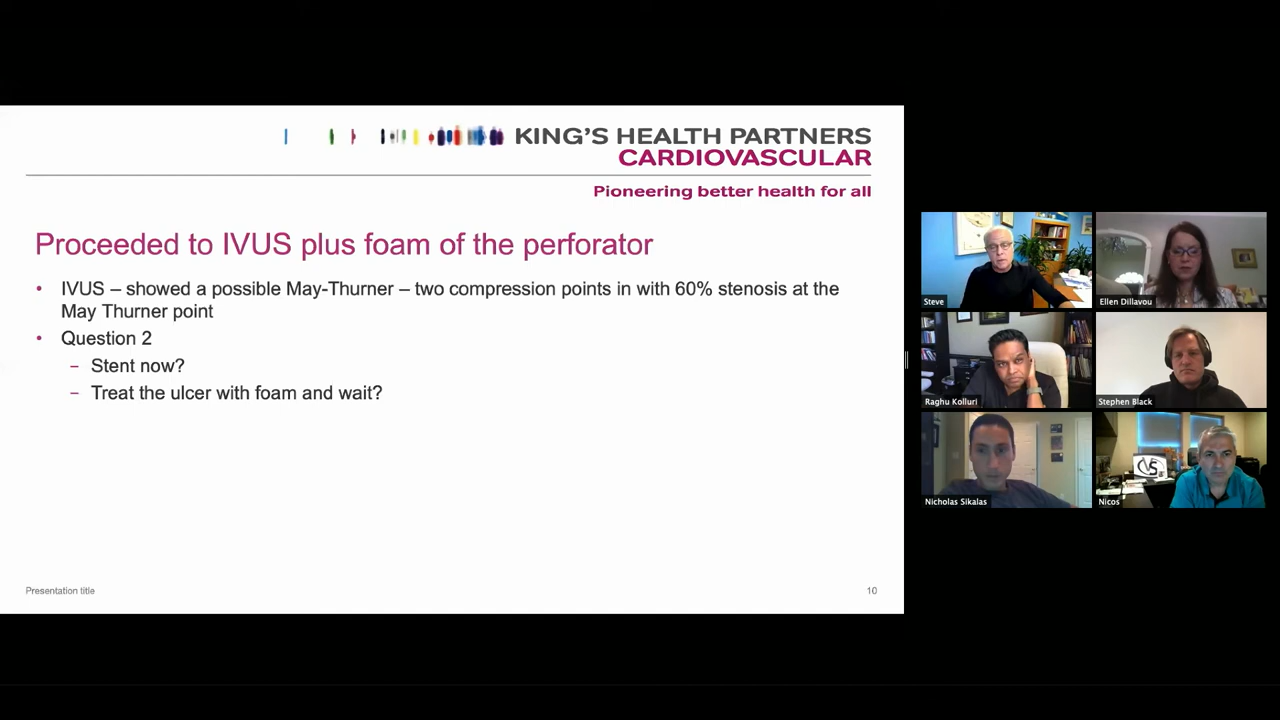 KING'S HEALTH PARTNERS
CARDIOVASCULAR
Pioneering better health for all
Proceeded to IVUS plus foam of the perforator
• IVUS – showed a possible May-Thurner – two compression points in with 60% stenosis at the
May Thurner point
• Question 2
– Stent now?
– Treat the ulcer with foam and wait?
Presentation title
10
Steve
Ellen Dillavou
Raghu Kolluri
Stephen Black
Nicholas Sikalas
Nicos